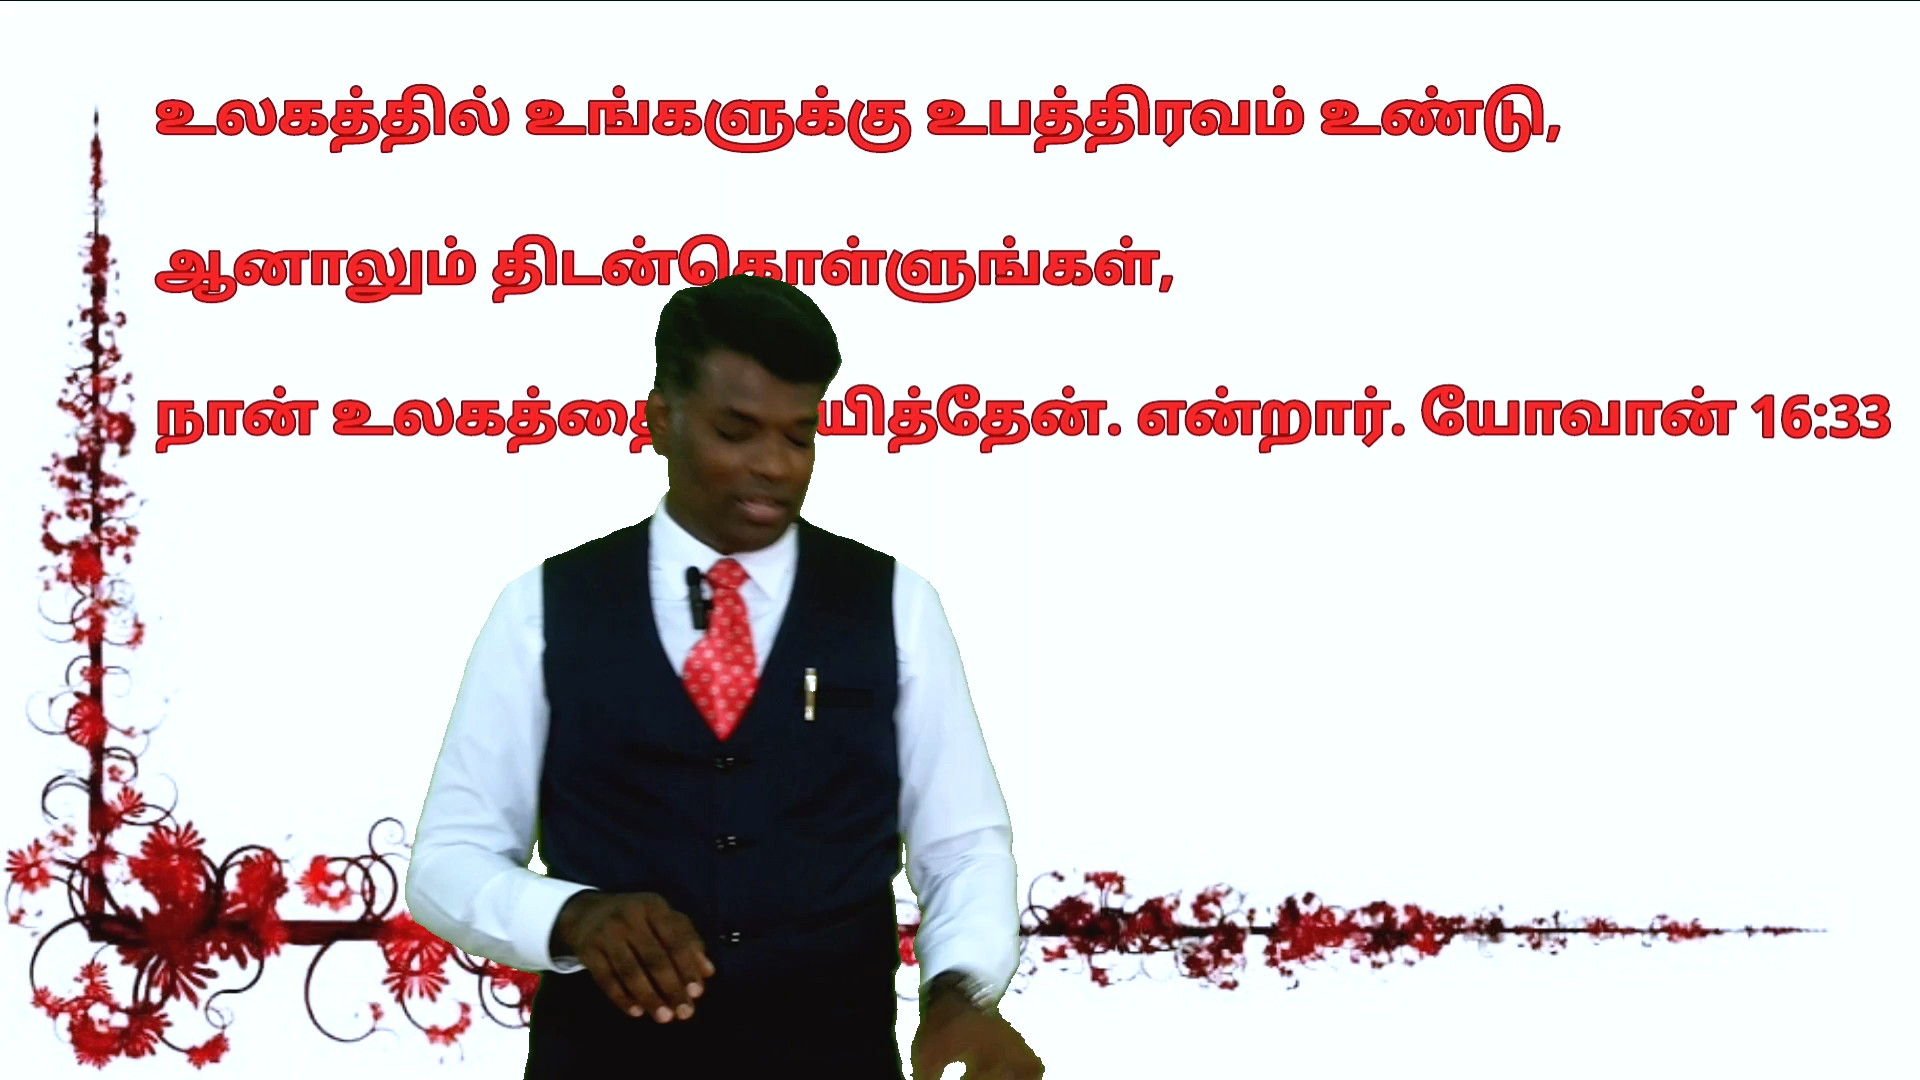 உலகத்தில் உங்களுக்கு உபத்திரவம் உண்டு,
ஆனாலும் திடன்கொள்ளுங்கள்,
நான் உலகத்தை என்றார். யோவான் 16:33